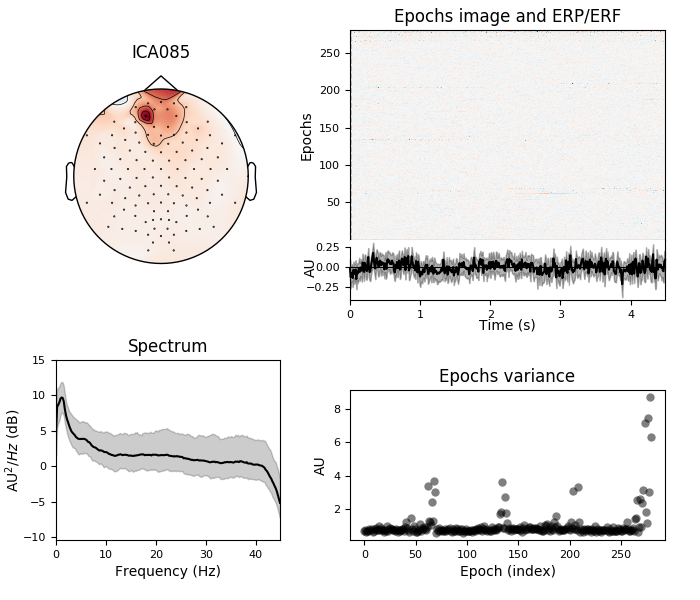 ICA085
Epochs image and ERP/ERF
Epochs
250
200
150
100
50
AU
0.25
0.00
−0.25
0 1 2 3 4
Time (s)
Spectrum
AU²/Hz (dB)
15
10
5
0
−5
−10
0 10 20 30 40
Frequency (Hz)
Epochs variance
AU
8
6
4
2
0 50 100 150 200 250
Epoch (index)